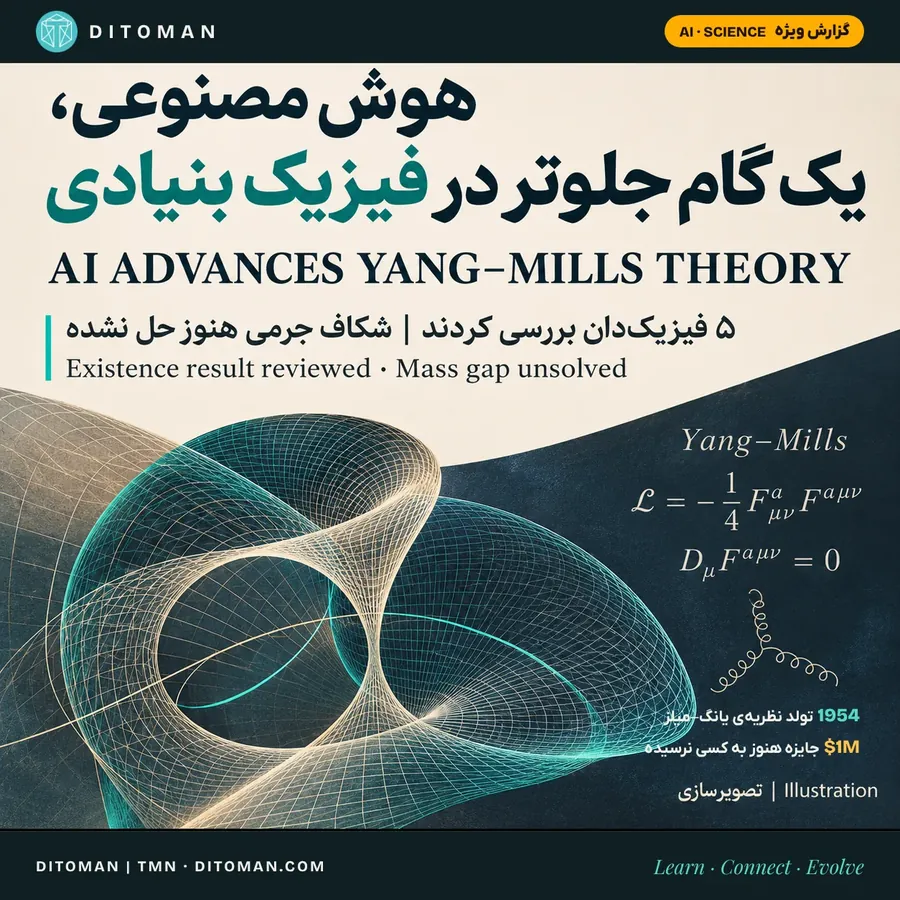 DITOMAN
گزارش ویژه AI · SCIENCE
هوش مصنوعی،
یک گام جلوتر در فیزیک بنیادی
AI ADVANCES YANG–MILLS THEORY
۵ فیزیک‌دان بررسی کردند | شکاف جرمی هنوز حل نشده
Existence result reviewed · Mass gap unsolved
Yang–Mills
ℒ = − 1/4 F^a_{μν} F^{aμν}
D_μ F^{aμν} = 0
1954 تولد نظریه‌ی یانگ–میلز
$1M جایزه هنوز به کسی نرسیده
تصویرسازی | Illustration
DITOMAN | TMN · DITOMAN.COM
Learn · Connect · Evolve